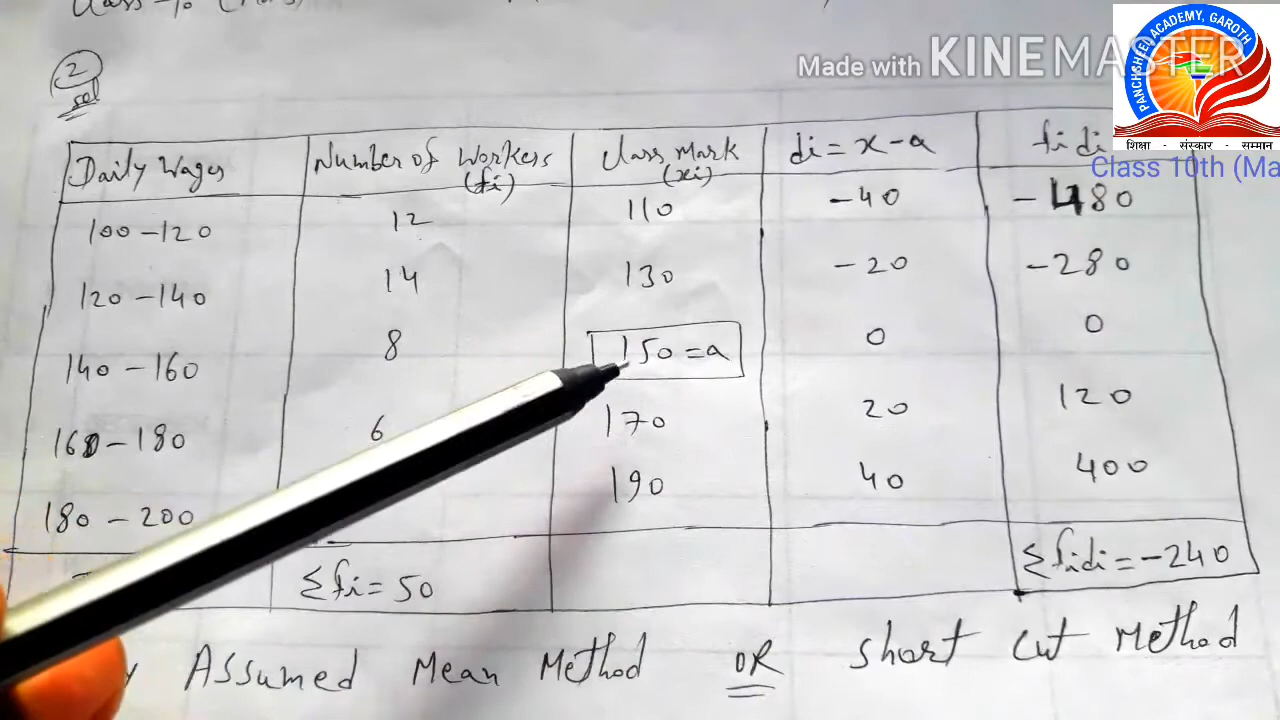 Class-10
Made with KINEMASTER
PANCHSHEEL ACADEMY, GAROTH
शिक्षा - संस्कार - सम्मान
Class 10th (Ma
2
sol
Daily Wages Number of Workers (fi) Class Mark (xi) di = x-a fidi
100-120 12 110 -40 -480
120-140 14 130 -20 -280
140-160 8 150=a 0 0
160-180 6 170 20 120
180-200 190 40 400
Σfi = 50 Σfidi = -240
Assumed Mean Method OR Short Cut Method